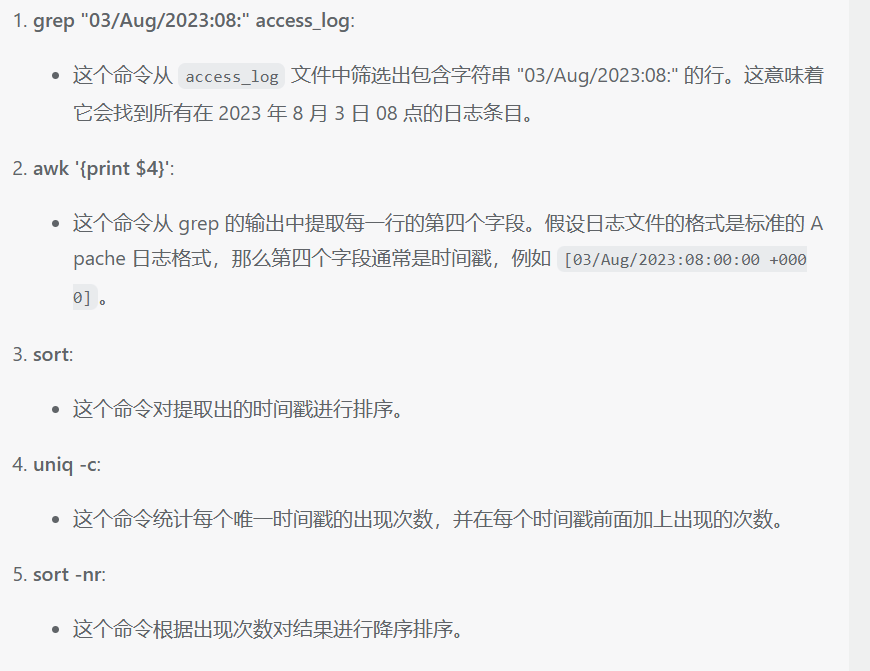 1. grep "03/Aug/2023:08:" access_log:
• 这个命令从 access_log 文件中筛选出包含字符串 "03/Aug/2023:08:" 的行。这意味着
它会找到所有在 2023 年 8 月 3 日 08 点的日志条目。
2. awk '{print $4}':
• 这个命令从 grep 的输出中提取每一行的第四个字段。假设日志文件的格式是标准的 A
pache 日志格式，那么第四个字段通常是时间戳，例如 [03/Aug/2023:08:00:00 +000
0] 。
3. sort:
• 这个命令对提取出的时间戳进行排序。
4. uniq -c:
• 这个命令统计每个唯一时间戳的出现次数，并在每个时间戳前面加上出现的次数。
5. sort -nr:
• 这个命令根据出现次数对结果进行降序排序。